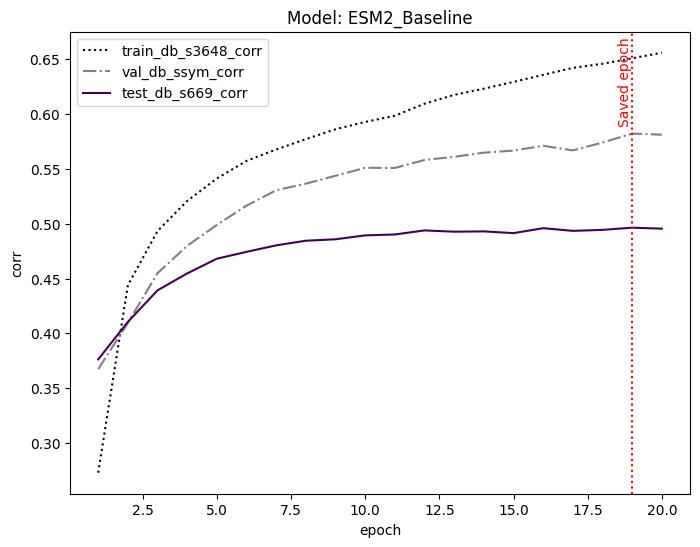 Model: ESM2_Baseline
train_db_s3648_corr
val_db_ssym_corr
test_db_s669_corr
Saved epoch
corr
0.65
0.60
0.55
0.50
0.45
0.40
0.35
0.30
2.5 5.0 7.5 10.0 12.5 15.0 17.5 20.0
epoch